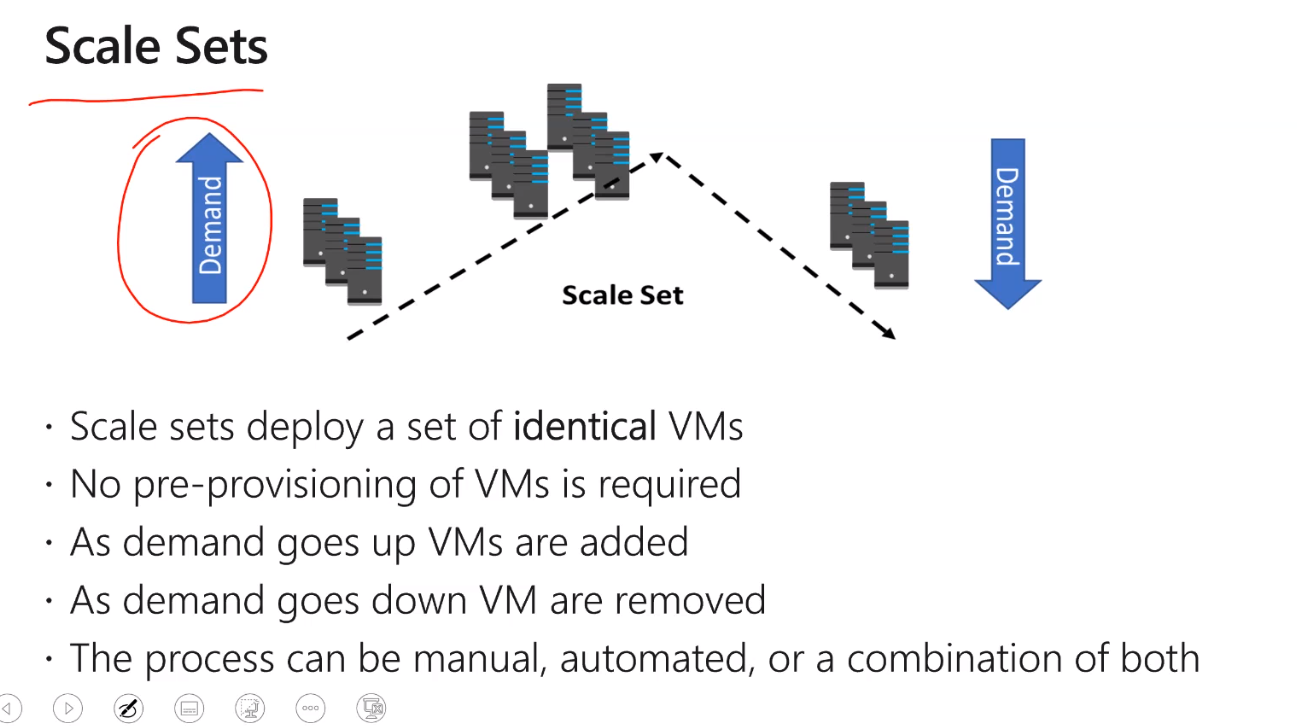 Scale Sets
Demand
Demand
Scale Set
· Scale sets deploy a set of identical VMs
· No pre-provisioning of VMs is required
· As demand goes up VMs are added
· As demand goes down VM are removed
· The process can be manual, automated, or a combination of both